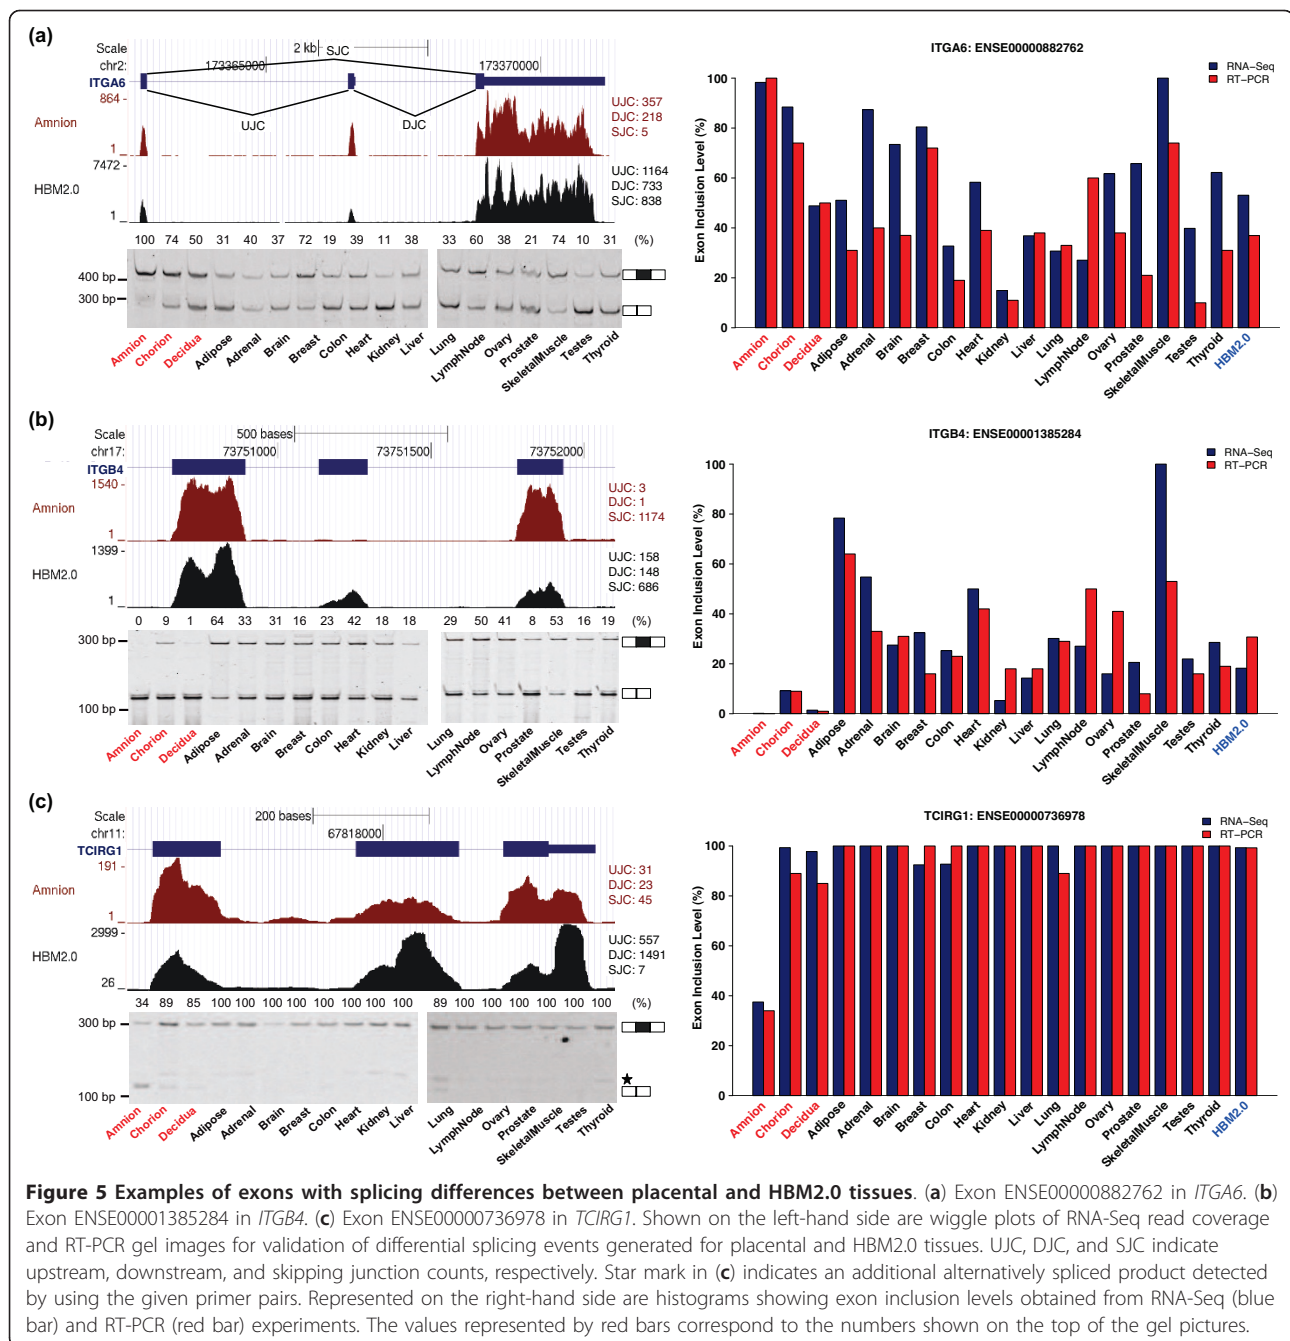 (a)
Scale 2 kb
SJC
chr2: 173365000 173370000
ITGA6
UJC DJC
864 -
Amnion
1
UJC: 357
DJC: 218
SJC: 5
7472 -
HBM2.0
1
UJC: 1164
DJC: 733
SJC: 838
100 74 50 31 40 37 72 19 39 11 38 33 60 38 21 74 10 31 (%)
400 bp
300 bp
Amnion Chorion Decidua Adipose Adrenal Brain Breast Colon Heart Kidney Liver Lung LymphNode Ovary Prostate SkeletalMuscle Testes Thyroid
ITGA6: ENSE00000882762
RNA-Seq
RT-PCR
Exon Inclusion Level (%)
100
80
60
40
20
0
Amnion Chorion Decidua Adipose Adrenal Brain Breast Colon Heart Kidney Liver Lung LymphNode Ovary Prostate SkeletalMuscle Testes Thyroid HBM2.0
(b)
Scale 500 bases
chr17: 73751000 73751500 73752000
ITGB4
1540 -
Amnion
1
UJC: 3
DJC: 1
SJC: 1174
1399 -
HBM2.0
1
UJC: 158
DJC: 148
SJC: 686
0 9 1 64 33 31 16 23 42 18 18 29 50 41 8 53 16 19 (%)
300 bp
100 bp
Amnion Chorion Decidua Adipose Adrenal Brain Breast Colon Heart Kidney Liver Lung LymphNode Ovary Prostate SkeletalMuscle Testes Thyroid
ITGB4: ENSE00001385284
RNA-Seq
RT-PCR
Exon Inclusion Level (%)
100
80
60
40
20
0
Amnion Chorion Decidua Adipose Adrenal Brain Breast Colon Heart Kidney Liver Lung LymphNode Ovary Prostate SkeletalMuscle Testes Thyroid HBM2.0
(c)
Scale 200 bases
chr11: 67818000
TCIRG1
191 -
Amnion
1
UJC: 31
DJC: 23
SJC: 45
2999 -
HBM2.0
26
UJC: 557
DJC: 1491
SJC: 7
34 89 85 100 100 100 100 100 100 100 100 89 100 100 100 100 100 100 (%)
300 bp
100 bp
★
Amnion Chorion Decidua Adipose Adrenal Brain Breast Colon Heart Kidney Liver Lung LymphNode Ovary Prostate SkeletalMuscle Testes Thyroid
TCIRG1: ENSE00000736978
RNA-Seq
RT-PCR
Exon Inclusion Level (%)
100
80
60
40
20
0
Amnion Chorion Decidua Adipose Adrenal Brain Breast Colon Heart Kidney Liver Lung LymphNode Ovary Prostate SkeletalMuscle Testes Thyroid HBM2.0
Figure 5 Examples of exons with splicing differences between placental and HBM2.0 tissues. (a) Exon ENSE00000882762 in ITGA6. (b)
Exon ENSE00001385284 in ITGB4. (c) Exon ENSE00000736978 in TCIRG1. Shown on the left-hand side are wiggle plots of RNA-Seq read coverage
and RT-PCR gel images for validation of differential splicing events generated for placental and HBM2.0 tissues. UJC, DJC, and SJC indicate
upstream, downstream, and skipping junction counts, respectively. Star mark in (c) indicates an additional alternatively spliced product detected
by using the given primer pairs. Represented on the right-hand side are histograms showing exon inclusion levels obtained from RNA-Seq (blue
bar) and RT-PCR (red bar) experiments. The values represented by red bars correspond to the numbers shown on the top of the gel pictures.